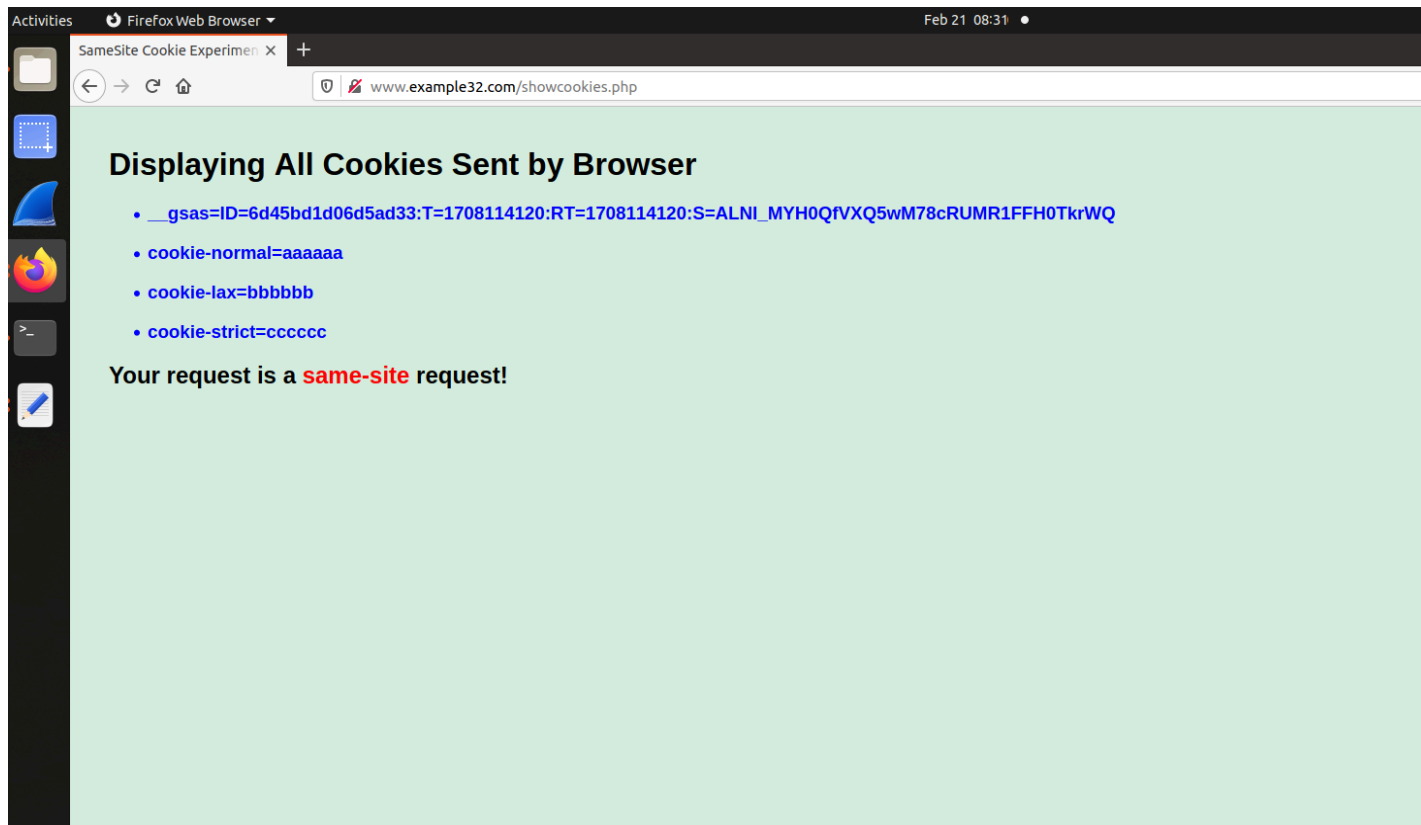 Activities Firefox Web Browser Feb 21 08:31
SameSite Cookie Experimen
www.example32.com/showcookies.php
Displaying All Cookies Sent by Browser
__gsas=ID=6d45bd1d06d5ad33:T=1708114120:RT=1708114120:S=ALNI_MYH0QfVXQ5wM78cRUMR1FFH0TkrWQ
cookie-normal=aaaaaa
cookie-lax=bbbbbb
cookie-strict=cccccc
Your request is a same-site request!